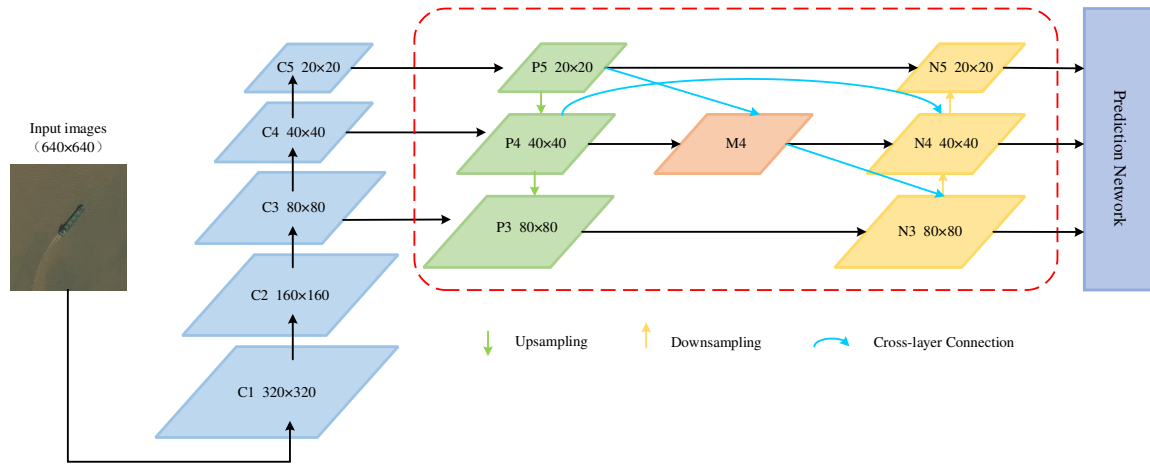 Input images
（640×640）
C5 20×20
C4 40×40
C3 80×80
C2 160×160
C1 320×320
P5 20×20
P4 40×40
P3 80×80
M4
N5 20×20
N4 40×40
N3 80×80
Prediction Network
Upsampling
Downsampling
Cross-layer Connection